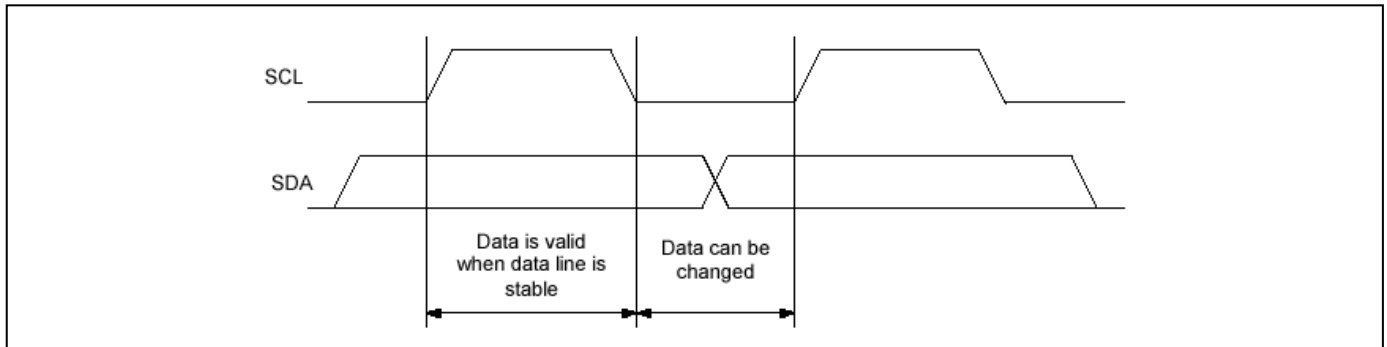 SCL
SDA
Data is valid
when data line is
stable
Data can be
changed